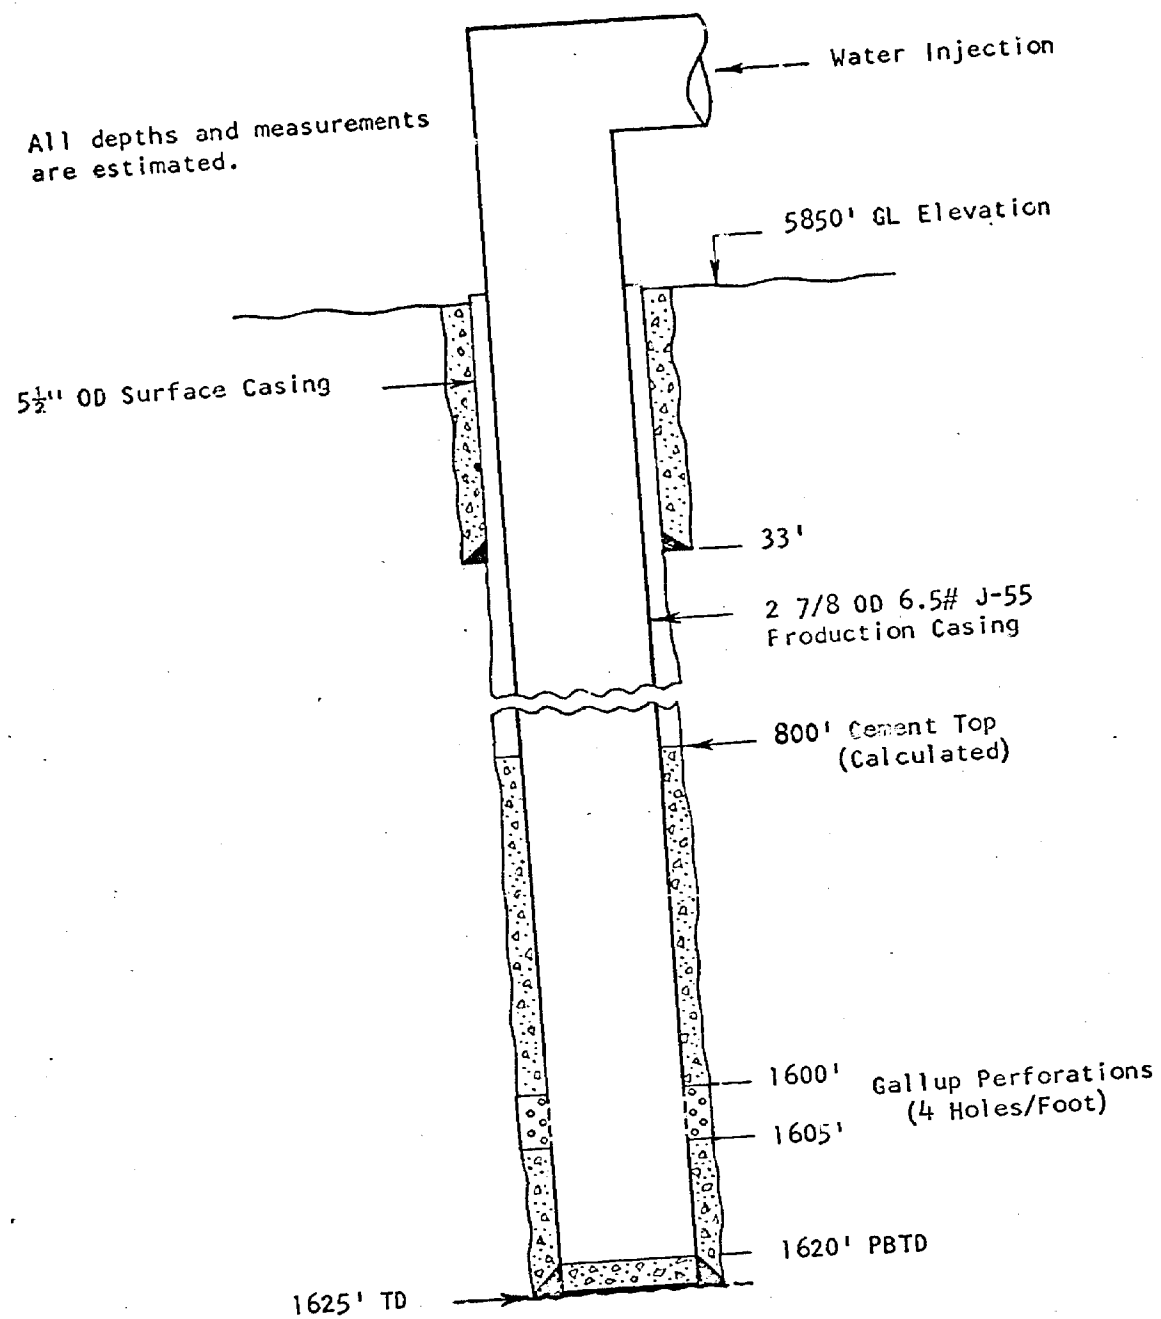 Water Injection
All depths and measurements
are estimated.
5850' GL Elevation
5½" OD Surface Casing
33'
2 7/8 OD 6.5# J-55
Froduction Casing
800' Cement Top
(Calculated)
1600'
Gallup Perforations
(4 Holes/Foot)
1605'
1620' PBTD
1625' TD